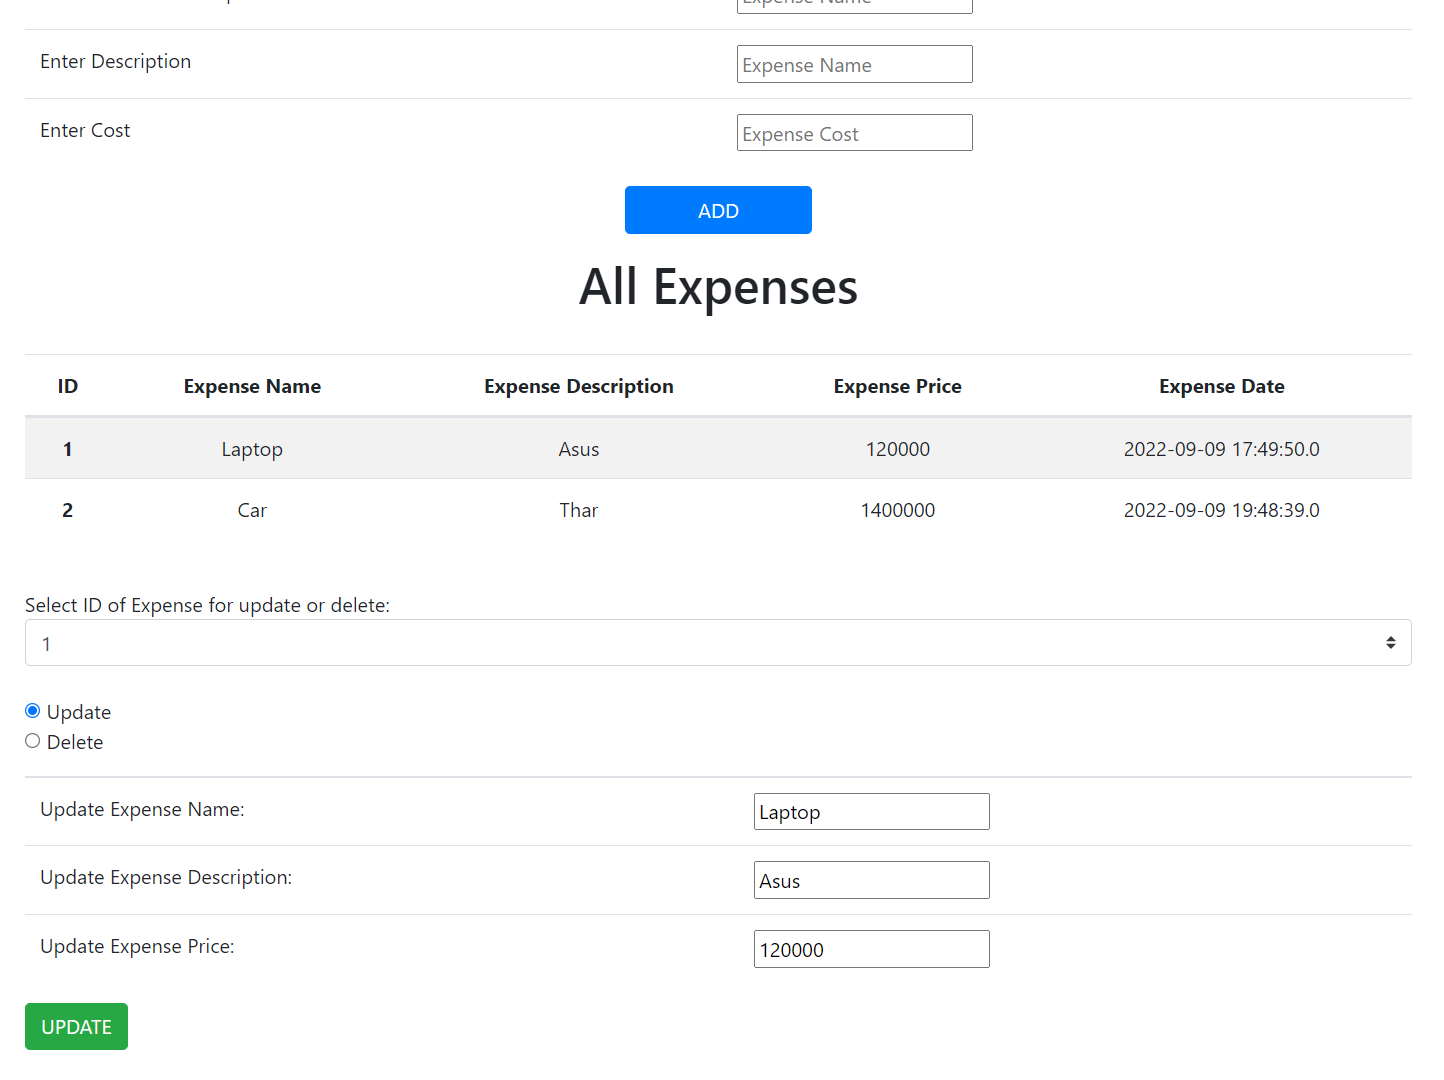 Enter Description Expense Name
Enter Cost Expense Cost
ADD
All Expenses
ID Expense Name Expense Description Expense Price Expense Date
1 Laptop Asus 120000 2022-09-09 17:49:50.0
2 Car Thar 1400000 2022-09-09 19:48:39.0
Select ID of Expense for update or delete:
1
Update
Delete
Update Expense Name: Laptop
Update Expense Description: Asus
Update Expense Price: 120000
UPDATE